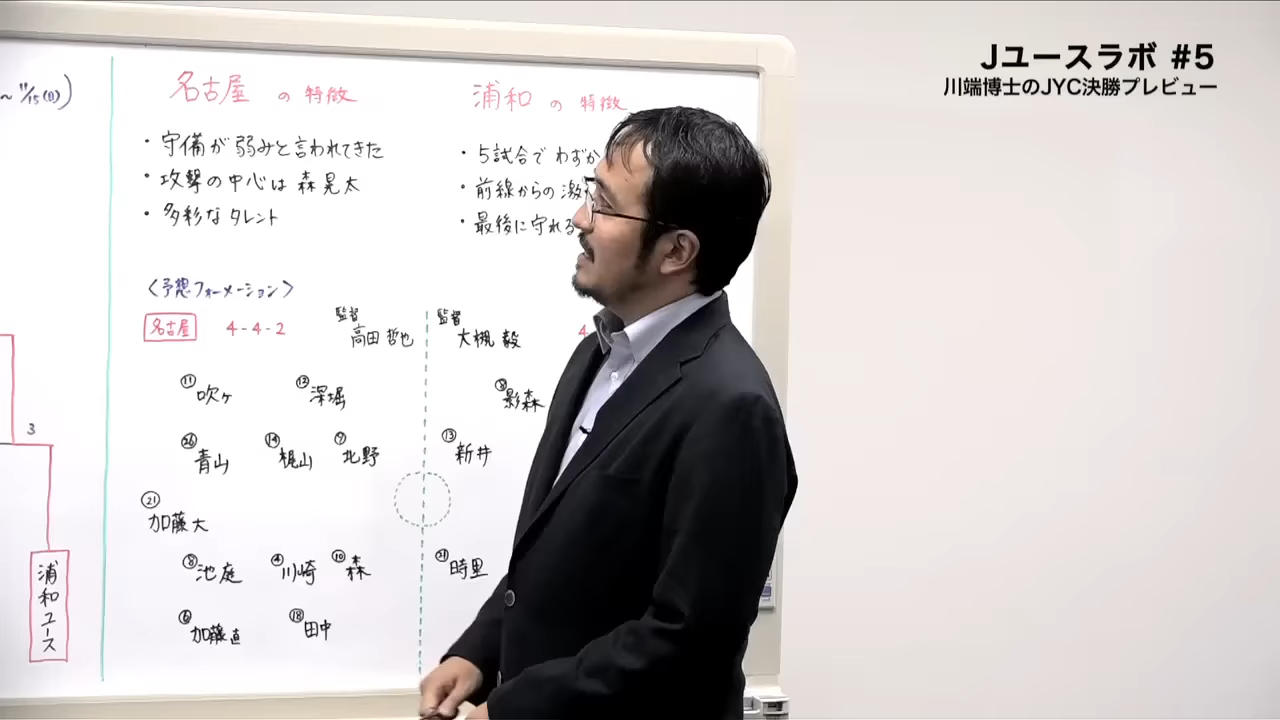 Jユースラボ #5
川端博士のJYC決勝プレビュー
～11/15(日))
名古屋の特徴
・守備が弱みと言われてきた
・攻撃の中心は 森晃太
・多彩なタレント
浦和の特徴
・5試合でわずか
・前線からの激
・最後に守れる
<予想フォーメーション>
名古屋 4-4-2
監督 高田哲也
監督 大槻毅
4
⑪吹ヶ
⑫深堀
影森
㉖青山
⑭梶山
北野
⑬新井
㉑加藤大
⑧池庭
④川崎
⑩森
時里
⑥加藤直
⑱田中
3
浦和ユース